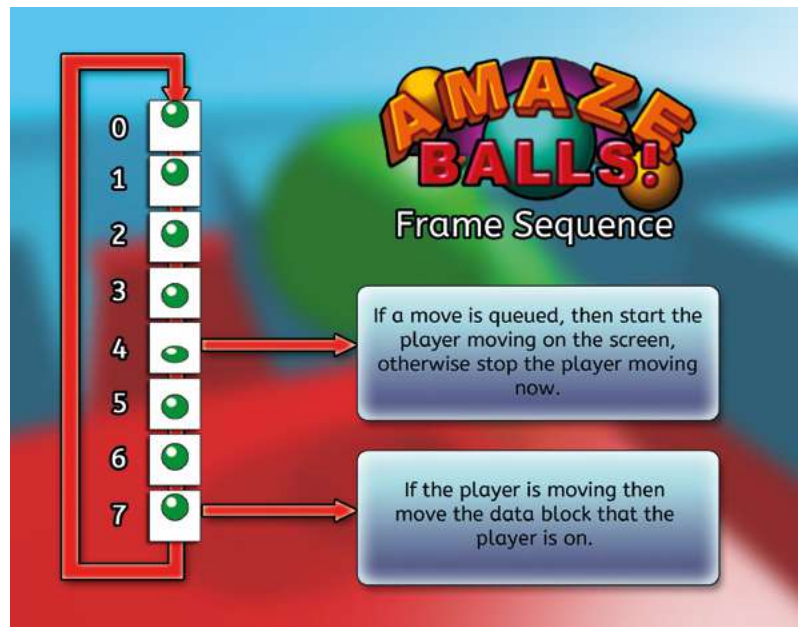 AMAZE
BALLS!
Frame Sequence
0
1
2
3
4
5
6
7
If a move is queued, then start the
player moving on the screen,
otherwise stop the player moving
now.
If the player is moving then
move the data block that the
player is on.